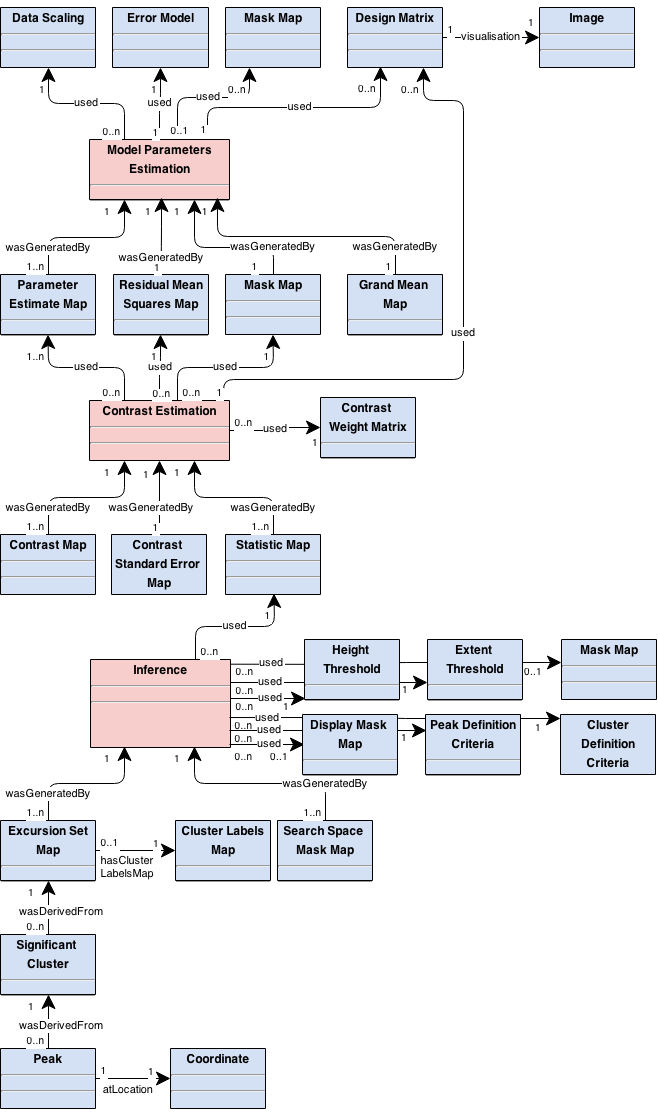 Data Scaling
Error Model
Mask Map
Design Matrix
Image
1
visualisation
1
1
used
0..n
1
used
1
0..n
used
0..1
0..n
used
1
0..n
Model Parameters
Estimation
1
wasGeneratedBy
1..n
1
wasGeneratedBy
1
1
wasGeneratedBy
1
1
wasGeneratedBy
1
Parameter
Estimate Map
Residual Mean
Squares Map
Mask Map
Grand Mean
Map
used
1..n
used
0..n
1
used
0..n
1
used
0..n
1
Contrast Estimation
0..n
used
1
Contrast
Weight Matrix
1
wasGeneratedBy
1..n
1
wasGeneratedBy
1
1
wasGeneratedBy
1..n
Contrast Map
Contrast
Standard Error
Map
Statistic Map
1
used
0..n
Inference
used
0..n
used
0..n
used
0..n
1
Height
Threshold
1
Extent
Threshold
0..1
Mask Map
used
0..n
used
0..n
used
0..n
0..1
Display Mask
Map
1
Peak Definition
Criteria
1
Cluster
Definition
Criteria
1
wasGeneratedBy
1..n
1
wasGeneratedBy
1..n
Excursion Set
Map
0..1
1
hasCluster
LabelsMap
Cluster Labels
Map
Search Space
Mask Map
1
wasDerivedFrom
0..n
Significant
Cluster
1
wasDerivedFrom
0..n
Peak
1
1
atLocation
Coordinate